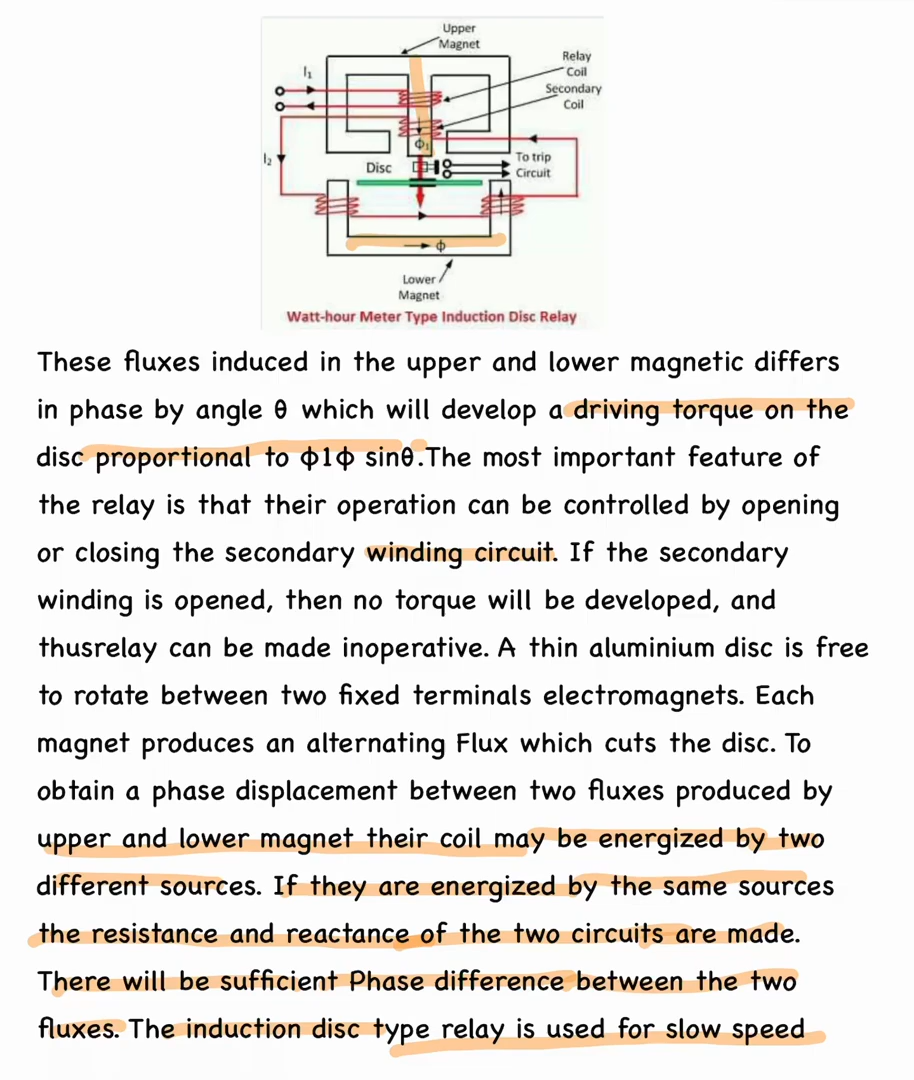 Upper
Magnet
I₁
Relay
Coil
Secondary
Coil
Φ₁
I₂
Disc
To trip
Circuit
Φ
Lower
Magnet
Watt-hour Meter Type Induction Disc Relay
These fluxes induced in the upper and lower magnetic differs
in phase by angle θ which will develop a driving torque on the
disc proportional to Φ1Φ sinθ.The most important feature of
the relay is that their operation can be controlled by opening
or closing the secondary winding circuit. If the secondary
winding is opened, then no torque will be developed, and
thusrelay can be made inoperative. A thin aluminium disc is free
to rotate between two fixed terminals electromagnets. Each
magnet produces an alternating Flux which cuts the disc. To
obtain a phase displacement between two fluxes produced by
upper and lower magnet their coil may be energized by two
different sources. If they are energized by the same sources
the resistance and reactance of the two circuits are made.
There will be sufficient Phase difference between the two
fluxes. The induction disc type relay is used for slow speed